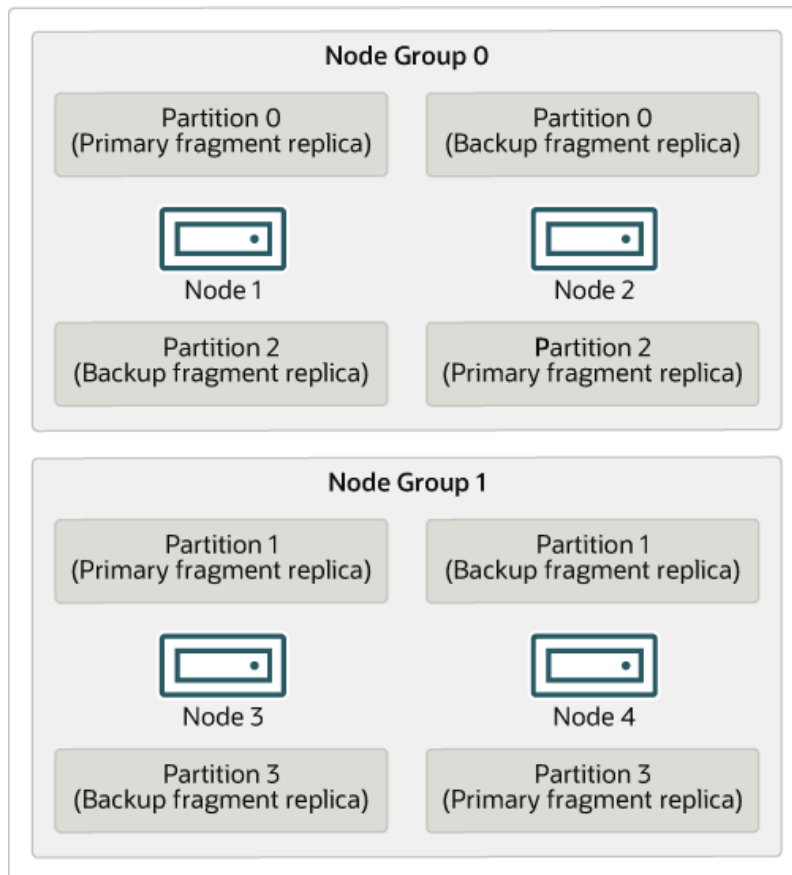 Node Group 0
Partition 0
(Primary fragment replica)
Partition 0
(Backup fragment replica)
Node 1
Node 2
Partition 2
(Backup fragment replica)
Partition 2
(Primary fragment replica)
Node Group 1
Partition 1
(Primary fragment replica)
Partition 1
(Backup fragment replica)
Node 3
Node 4
Partition 3
(Backup fragment replica)
Partition 3
(Primary fragment replica)